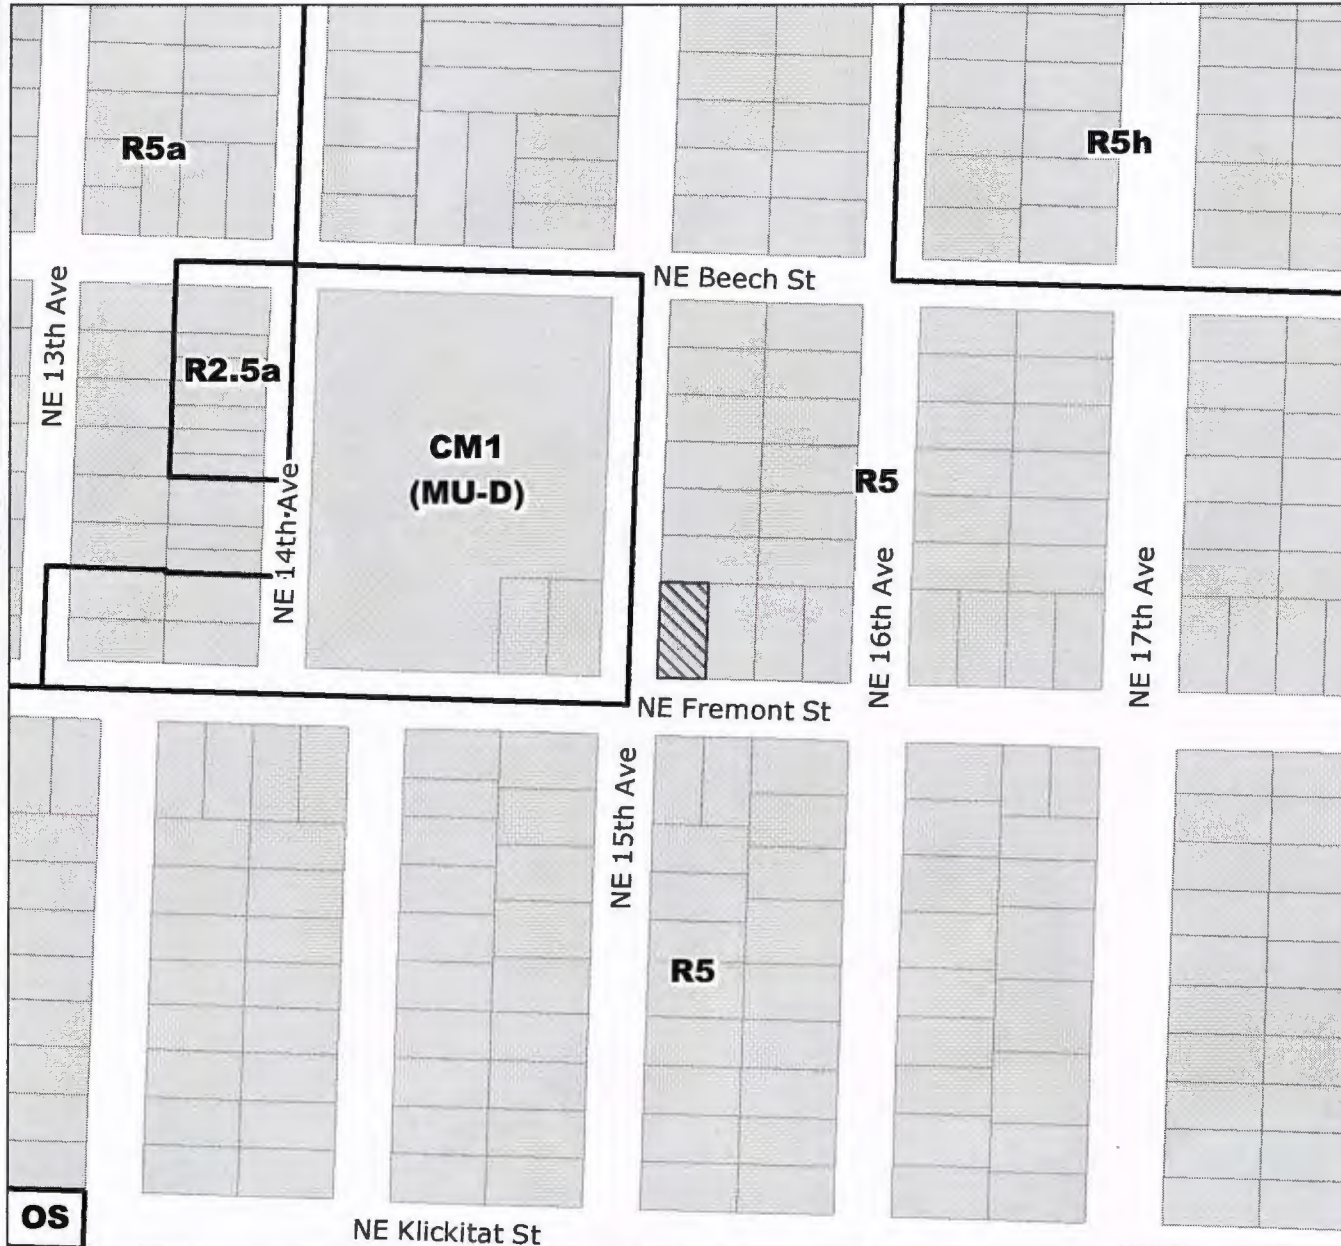 R5a
R5h
NE Beech St
NE 13th Ave
R2.5a
CM1
(MU-D)
R5
NE 14th Ave
NE 16th Ave
NE 17th Ave
NE Fremont St
NE 15th Ave
R5
OS
NE Klickitat St